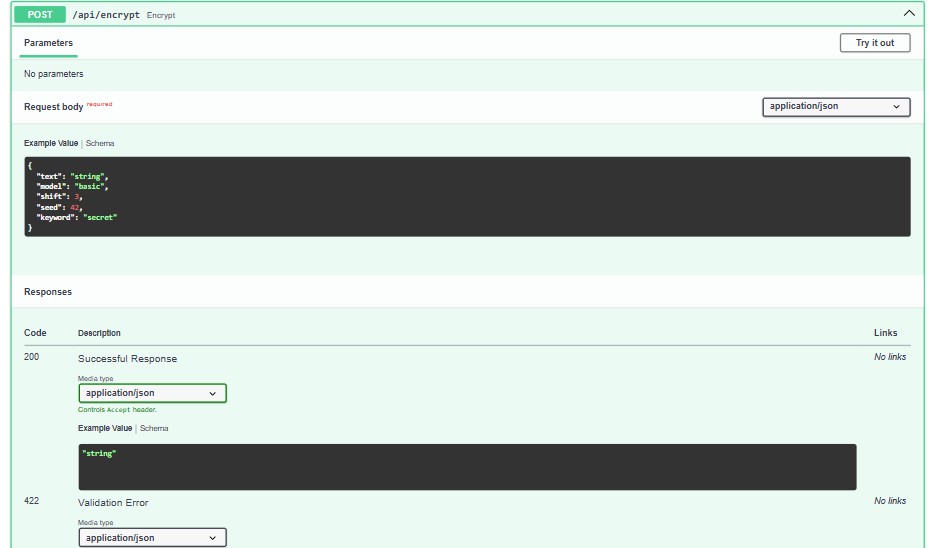 POST /api/encrypt Encrypt
Parameters
Try it out
No parameters
Request body required
application/json
Example Value | Schema
{
"text": "string",
"model": "basic",
"shift": 3,
"seed": 42,
"keyword": "secret"
}
Responses
Code Description Links
200 Successful Response No links
Media type
application/json
Controls Accept header.
Example Value | Schema
"string"
422 Validation Error No links
Media type
application/json